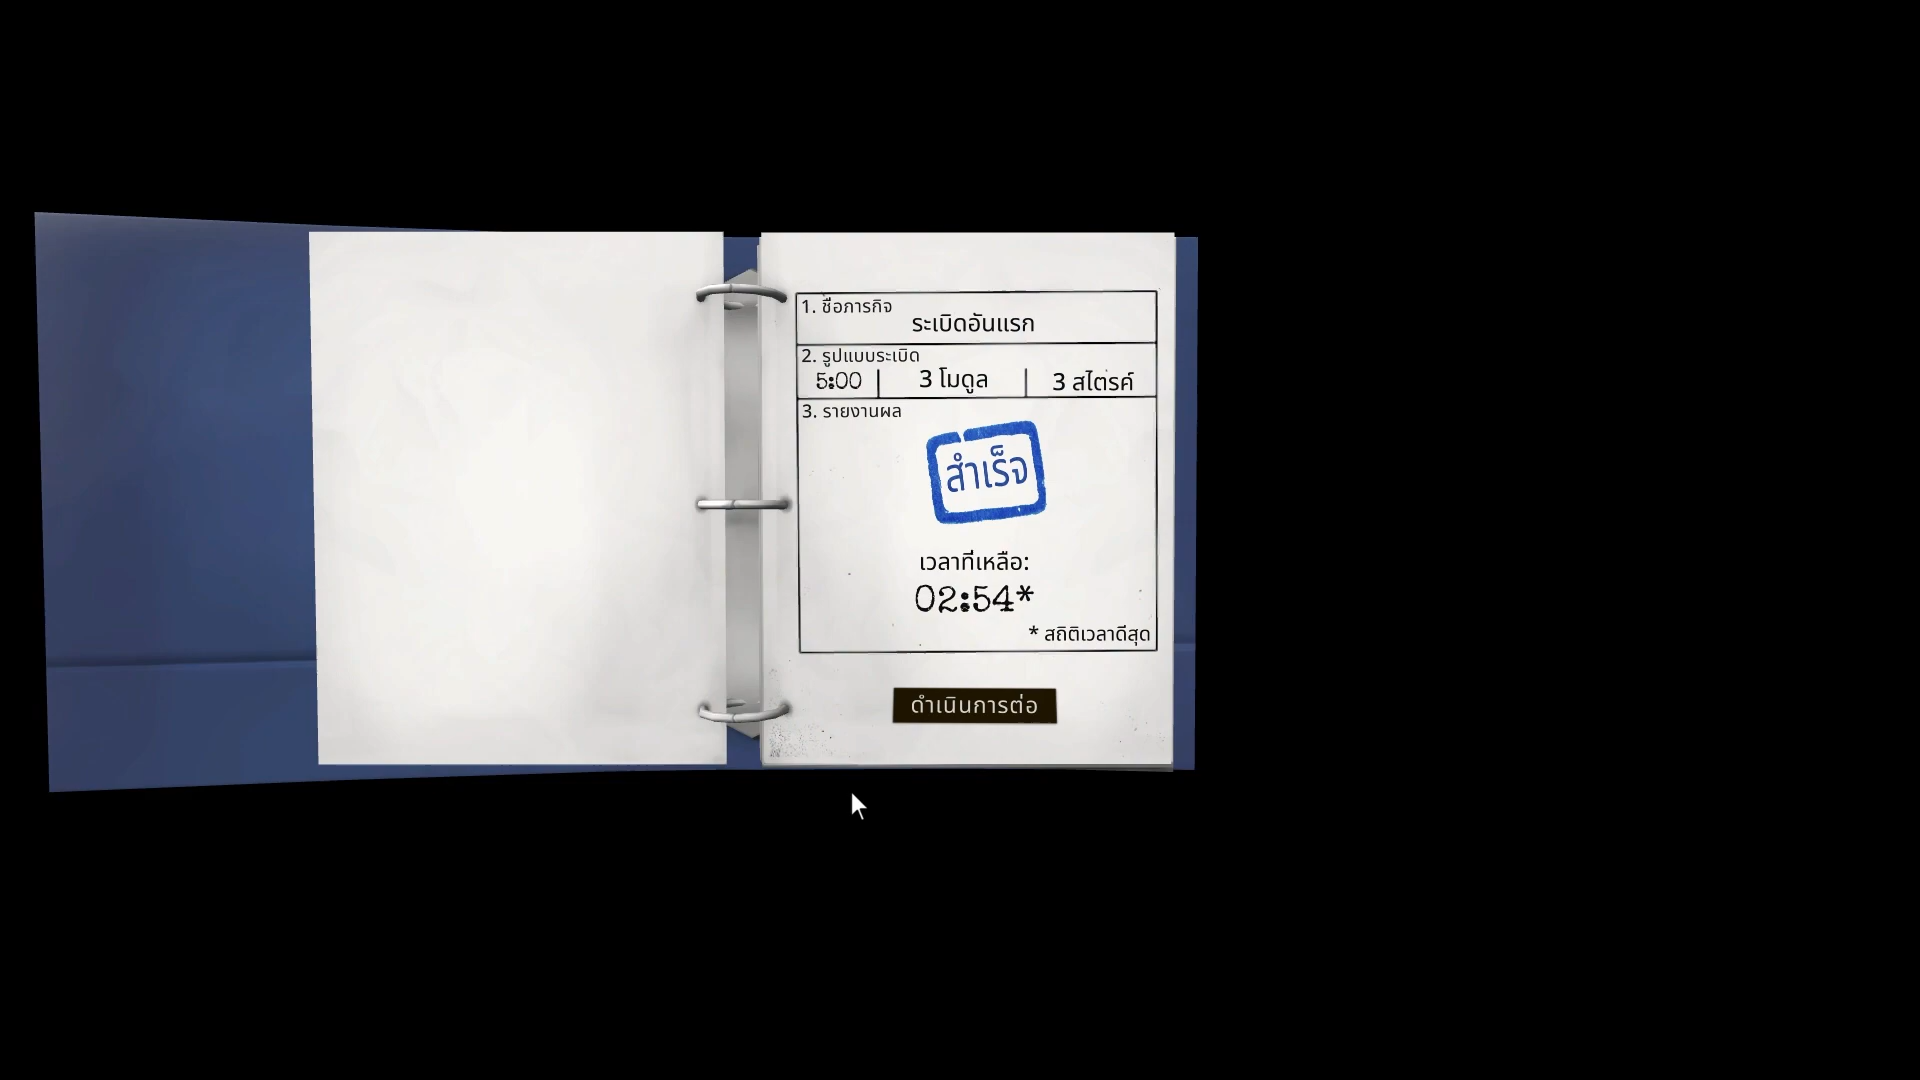 1. ชื่อภารกิจ
ระเบิดอันแรก
2. รูปแบบระเบิด
5:00 3 โมดูล 3 สไตรค์
3. รายงานผล
สำเร็จ
เวลาที่เหลือ:
02:54*
* สถิติเวลาดีสุด
ดำเนินการต่อ